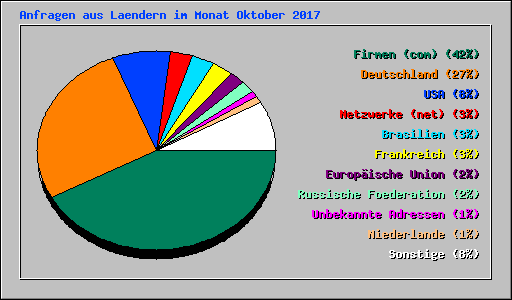 Anfragen aus Laendern im Monat Oktober 2017
Firmen (com) (42%)
Deutschland (27%)
USA (8%)
Netzwerke (net) (3%)
Brasilien (3%)
Frankreich (3%)
Europäische Union (2%)
Russische Foederation (2%)
Unbekannte Adressen (1%)
Niederlande (1%)
Sonstige (8%)